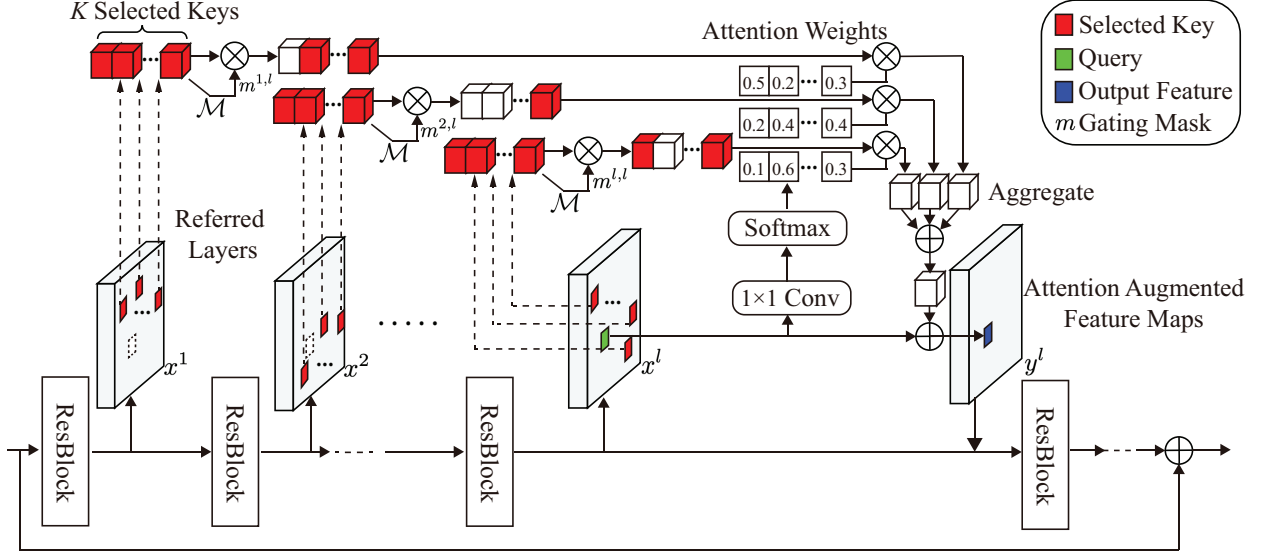 K Selected Keys
Attention Weights
Selected Key
Query
Output Feature
m Gating Mask
m^{1,l}
M
0.5 0.2 ··· 0.3
m^{2,l}
M
0.2 0.4 ··· 0.4
m^{l,l}
M
0.1 0.6 ··· 0.3
Aggregate
Referred
Layers
Softmax
1×1 Conv
Attention Augmented
Feature Maps
x^1
x^2
x^l
y^l
ResBlock
ResBlock
ResBlock
ResBlock